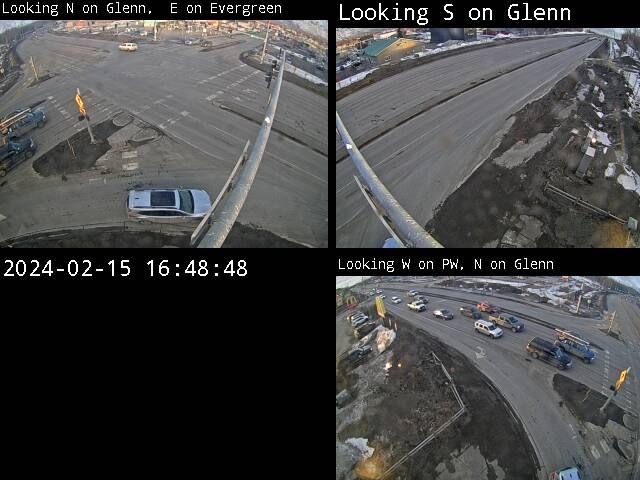 Looking N on Glenn,  E on Evergreen
Looking S on Glenn
2024-02-15 16:48:48
Looking W on PW, N on Glenn